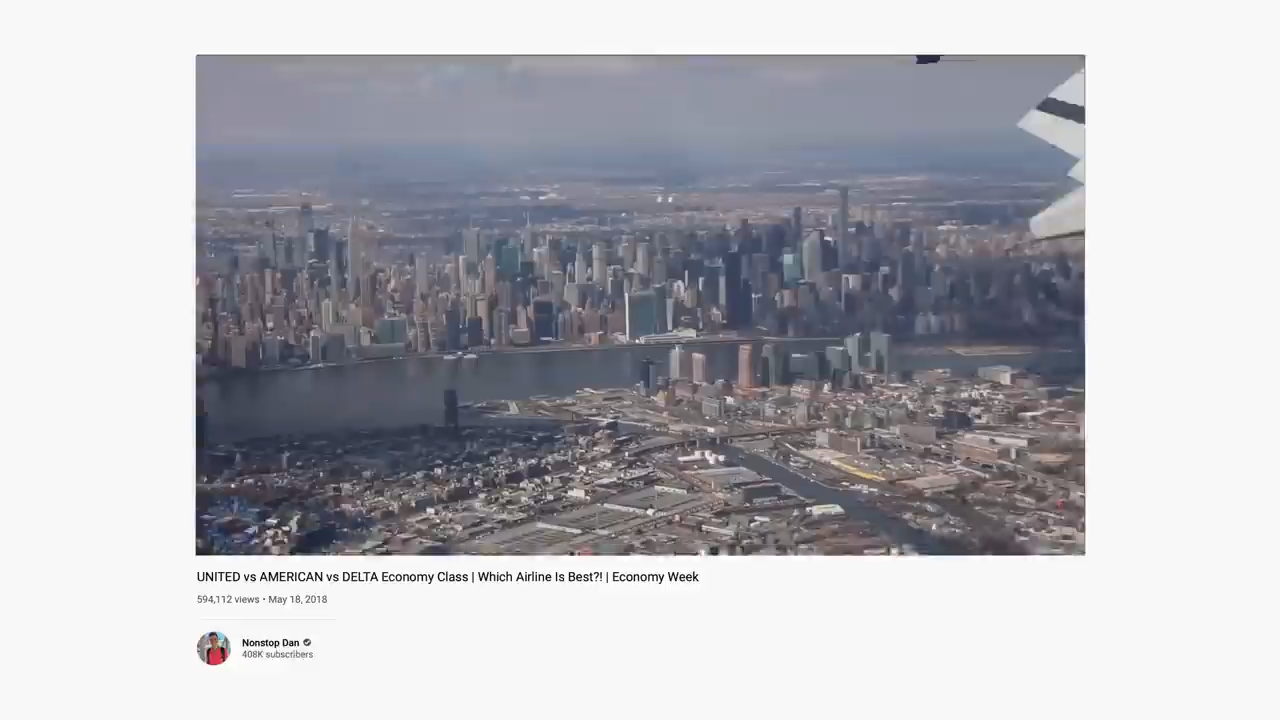 UNITED vs AMERICAN vs DELTA Economy Class | Which Airline Is Best?! | Economy Week
594,112 views • May 18, 2018
Nonstop Dan
408K subscribers